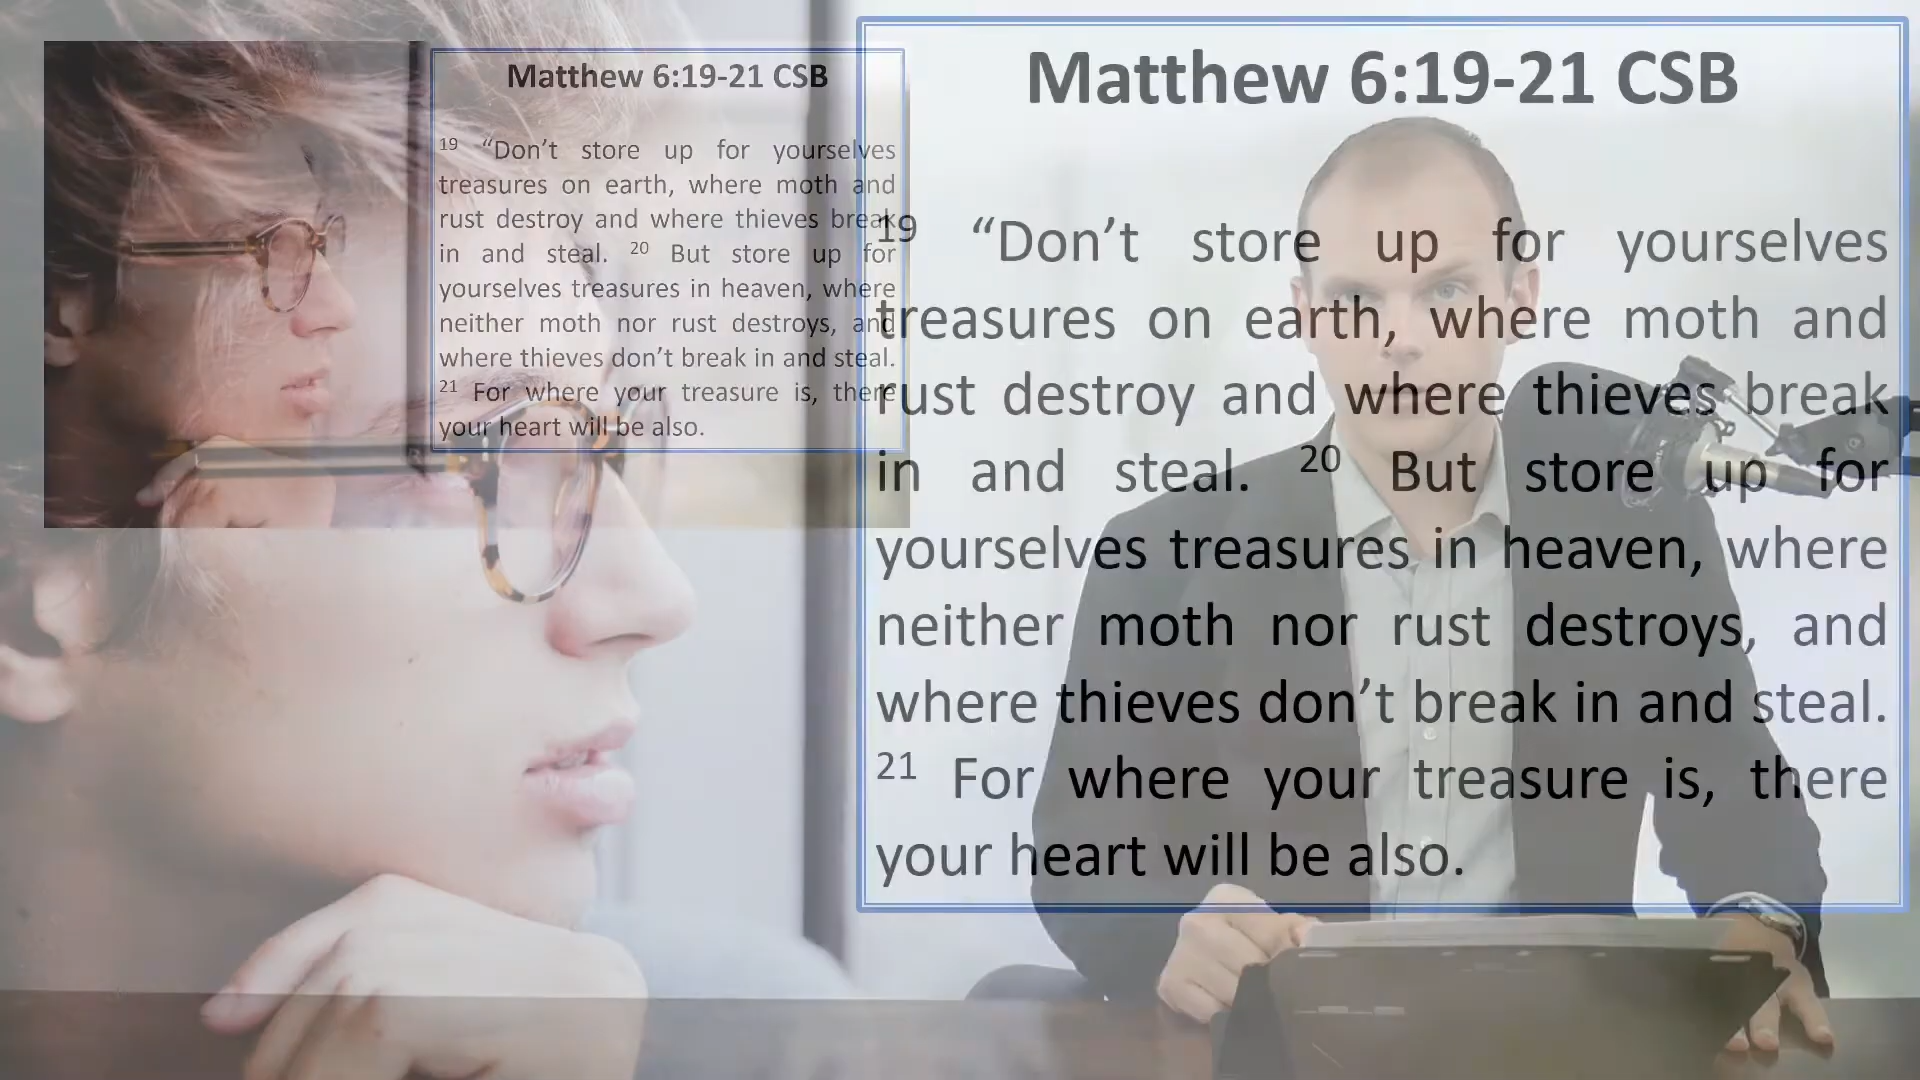 Matthew 6:19-21 CSB
19 “Don’t store up for yourselves
treasures on earth, where moth and
rust destroy and where thieves break
in and steal. 20 But store up for
yourselves treasures in heaven, where
neither moth nor rust destroys, and
where thieves don’t break in and steal.
21 For where your treasure is, there
your heart will be also.
Matthew 6:19-21 CSB
19 “Don’t store up for yourselves
treasures on earth, where moth and
rust destroy and where thieves break
in and steal. 20 But store up for
yourselves treasures in heaven, where
neither moth nor rust destroys, and
where thieves don’t break in and steal.
21 For where your treasure is, there
your heart will be also.